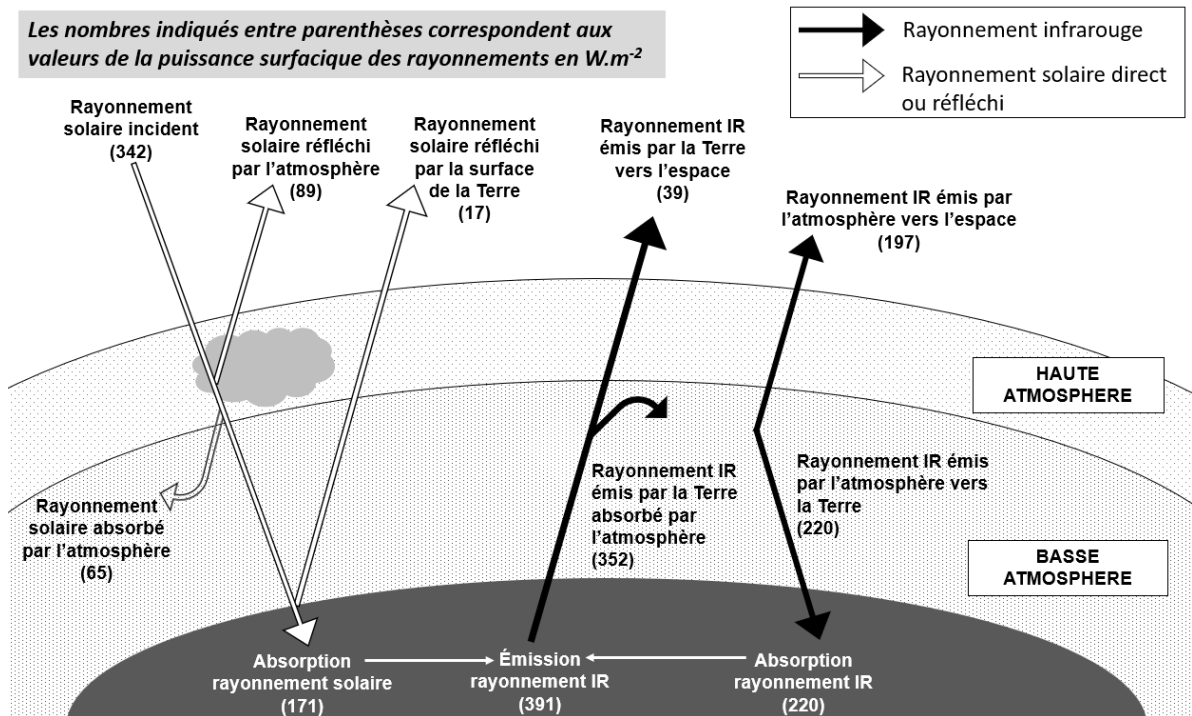 Les nombres indiqués entre parenthèses correspondent aux
valeurs de la puissance surfacique des rayonnements en W.m⁻²
Rayonnement infrarouge
Rayonnement solaire direct
ou réfléchi
Rayonnement
solaire incident
(342)
Rayonnement
solaire réfléchi
par l’atmosphère
(89)
Rayonnement
solaire réfléchi
par la surface
de la Terre
(17)
Rayonnement IR
émis par la Terre
vers l’espace
(39)
Rayonnement IR émis par
l’atmosphère vers l’espace
(197)
HAUTE
ATMOSPHERE
Rayonnement
solaire absorbé
par l’atmosphère
(65)
Rayonnement IR
émis par la Terre
absorbé par
l’atmosphère
(352)
Rayonnement IR émis
par l’atmosphère vers
la Terre
(220)
BASSE
ATMOSPHERE
Absorption
rayonnement solaire
(171)
Émission
rayonnement IR
(391)
Absorption
rayonnement IR
(220)